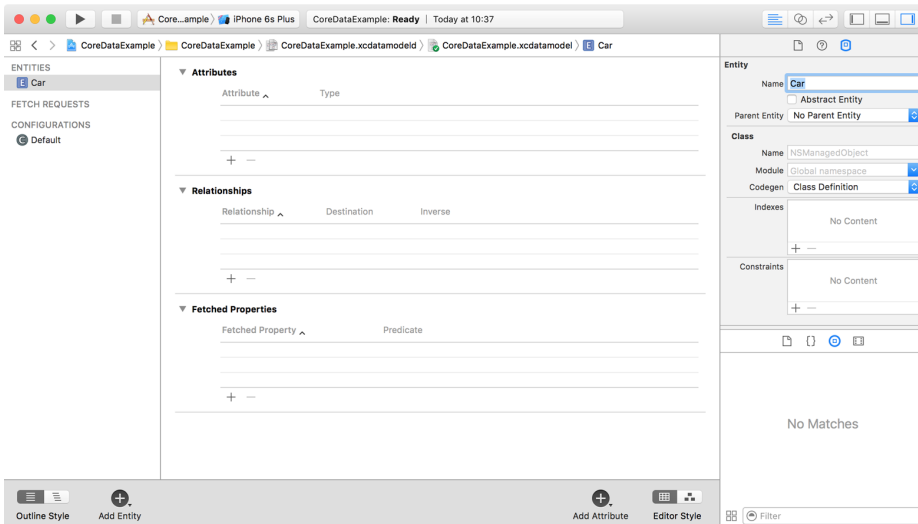 Core...ample iPhone 6s Plus CoreDataExample: Ready | Today at 10:37
CoreDataExample CoreDataExample CoreDataExample.xcdatamodeld CoreDataExample.xcdatamodel E Car
ENTITIES
E Car
FETCH REQUESTS
CONFIGURATIONS
C Default
Attributes
Attribute Type
Relationships
Relationship Destination Inverse
Fetched Properties
Fetched Property Predicate
Entity
Name Car
Abstract Entity
Parent Entity No Parent Entity
Class
Name NSManagedObject
Module Global namespace
Codegen Class Definition
Indexes
No Content
Constraints
No Content
{}
No Matches
Outline Style Add Entity Add Attribute Editor Style
Filter